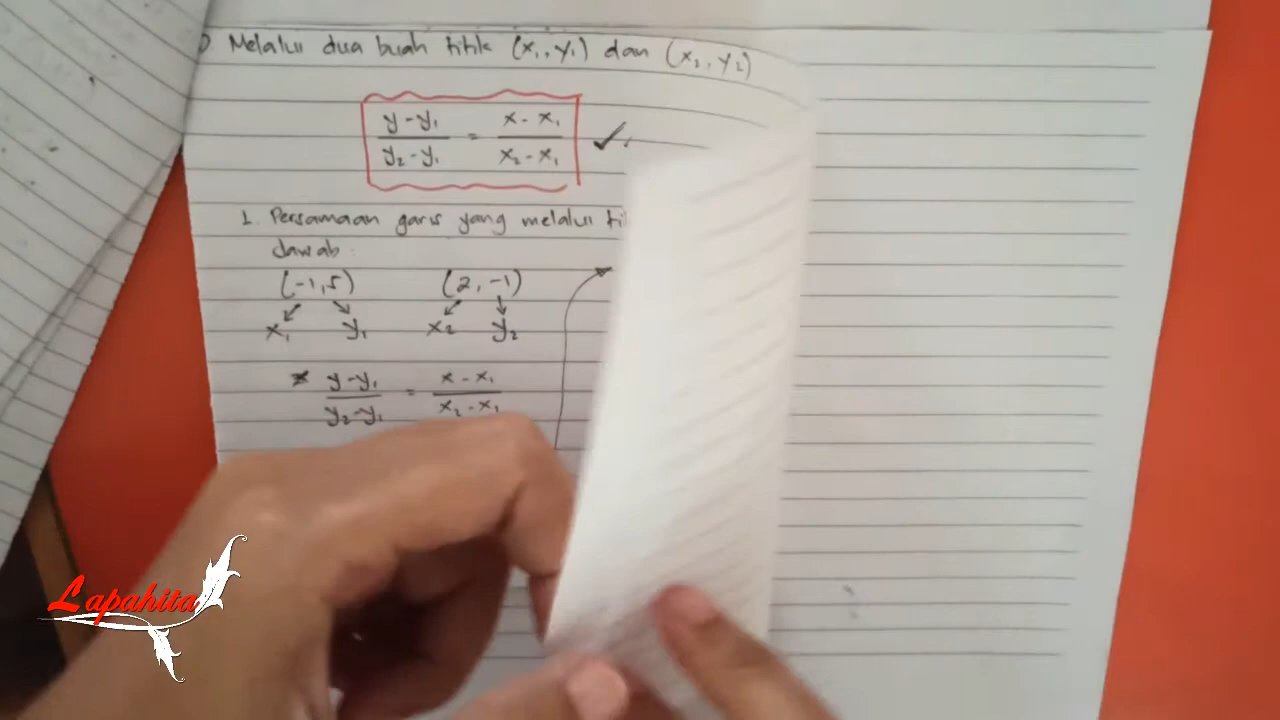 Melalui dua buah titik (x₁, y₁) dan (x₂, y₂)
y - y₁ / y₂ - y₁ = x - x₁ / x₂ - x₁ ✓
1. Persamaan garis yang melalui
Jawab :
(-1, 5) (2, -1)
x₁ y₁ x₂ y₂
* y - y₁ / y₂ - y₁ = x - x₁ / x₂ - x₁
Lapahita